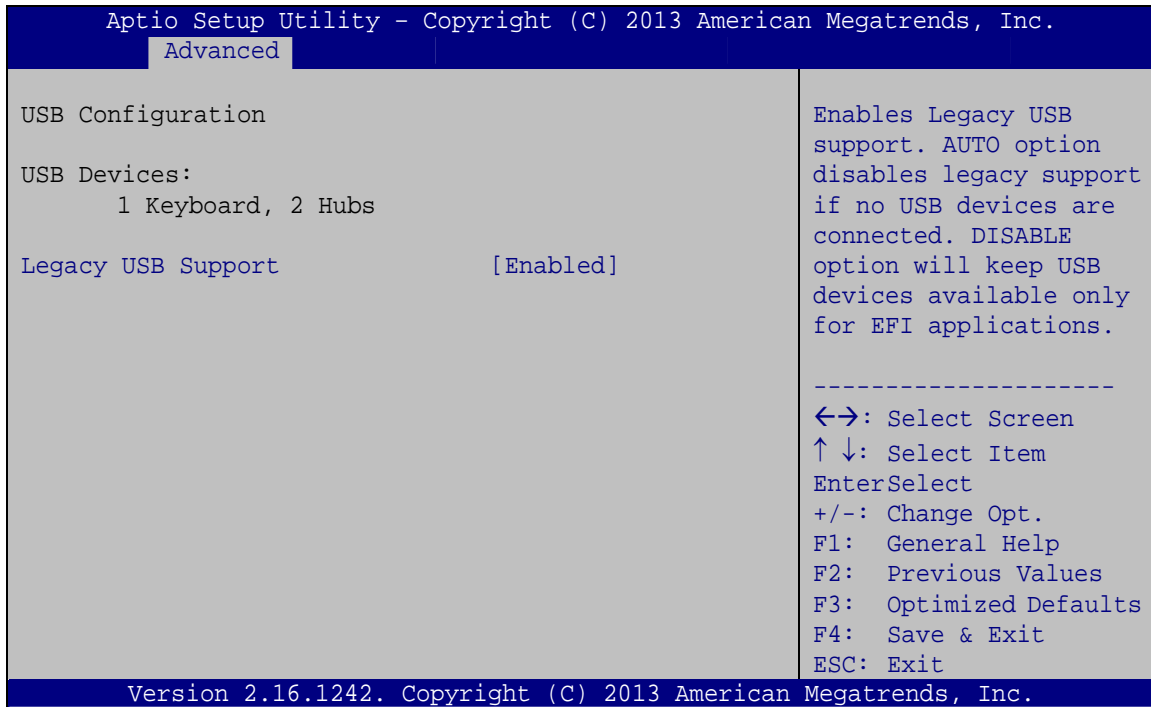 Aptio Setup Utility – Copyright (C) 2013 American Megatrends, Inc.
Advanced
USB Configuration
USB Devices:
1 Keyboard, 2 Hubs
Legacy USB Support [Enabled]
Enables Legacy USB
support. AUTO option
disables legacy support
if no USB devices are
connected. DISABLE
option will keep USB
devices available only
for EFI applications.
---------------------
←→: Select Screen
↑ ↓: Select Item
EnterSelect
+/-: Change Opt.
F1: General Help
F2: Previous Values
F3: Optimized Defaults
F4: Save & Exit
ESC: Exit
Version 2.16.1242. Copyright (C) 2013 American Megatrends, Inc.